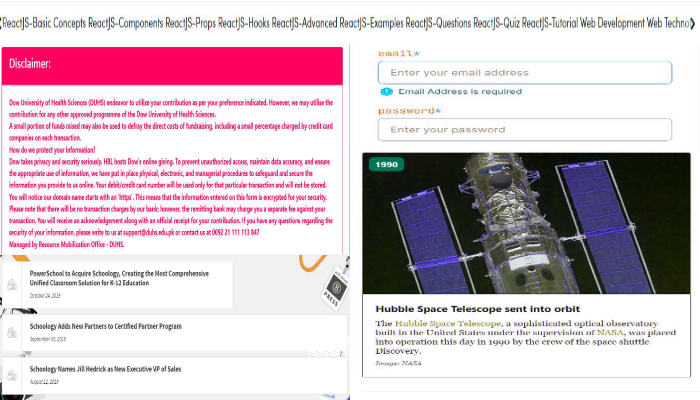 ReactJS-Basic Concepts ReactJS-Components ReactJS-Props ReactJS-Hooks ReactJS-Advanced ReactJS-Examples ReactJS-Questions ReactJS-Quiz ReactJS-Tutorial Web Development Web Techno
Disclaimer:
Dow University of Health Sciences (DUHS) endeavor to utilize your contribution as per your preference indicated. However, we may utilise the
contribution for any other approved programme of the Dow University of Health Sciences.
A small portion of funds raised may also be used to defray the direct costs of fundraising, including a small percentage charged by credit card
companies on each transaction.
How do we protect your information?
Dow takes privacy and security seriously. HBL hosts Dow's online giving. To prevent unauthorized access, maintain data accuracy, and ensure
the appropriate use of information, we have put in place physical, electronic, and managerial procedures to safeguard and secure the
information you provide to us online. Your debit/credit card number will be used only for that particular transaction and will not be stored.
You will notice our domain name starts with an 'https'. This means that the information entered on this form is encrypted for your security.
Please note that there will be no transaction charges by our bank; however, the remitting bank may charge you a separate fee against your
transaction. You will receive an acknowledgement along with an official receipt for your contribution. If you have any questions regarding the
security of your information, please write to us at support@duhs.edu.pk or contact us at 0092 21 111 113 847
Managed by Resource Mobilization Office - DUHS.
PowerSchool to Acquire Schoology, Creating the Most Comprehensive
Unified Classroom Solution for K-12 Education
October 24, 2019
PRESS
Schoology Adds New Partners to Certified Partner Program
September 05, 2019
Schoology Names Jill Hedrick as New Executive VP of Sales
August 12, 2019
email*
Enter your email address
Email Address is required
password*
Enter your password
1990
Hubble Space Telescope sent into orbit
The Hubble Space Telescope, a sophisticated optical observatory
built in the United States under the supervision of NASA, was placed
into operation this day in 1990 by the crew of the space shuttle
Discovery.
Image: NASA